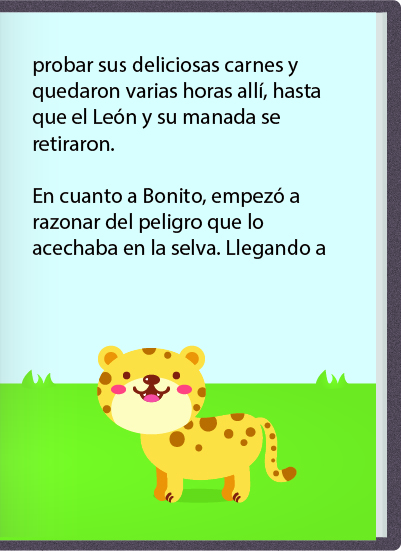 probar sus deliciosas carnes y
quedaron varias horas allí, hasta
que el León y su manada se
retiraron.
En cuanto a Bonito, empezó a
razonar del peligro que lo
acechaba en la selva. Llegando a